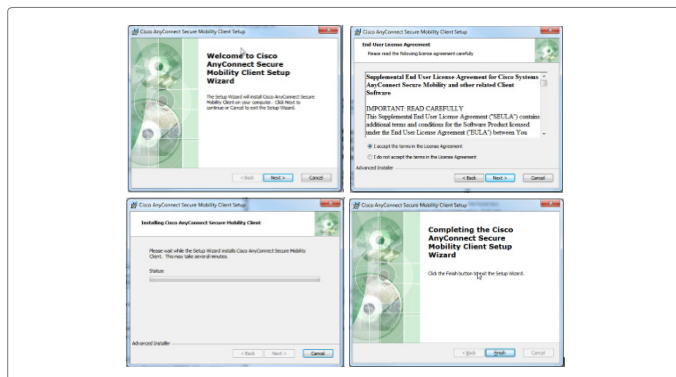 Cisco AnyConnect Secure Mobility Client Setup
Welcome to Cisco
AnyConnect Secure
Mobility Client Setup
Wizard
The Setup Wizard will install Cisco AnyConnect Secure
Mobility Client on your computer. Click Next to
continue or Cancel to exit the Setup Wizard.
< Back
Next >
Cancel
Cisco AnyConnect Secure Mobility Client Setup
End User License Agreement
Please read the following license agreement carefully
Supplemental End User License Agreement for Cisco Systems
AnyConnect Secure Mobility and other related Client
Software
IMPORTANT: READ CAREFULLY
This Supplemental End User License Agreement ("SEULA") contains
additional terms and conditions for the Software Product licensed
under the End User License Agreement ("EULA") between You
I accept the terms in the License Agreement
I do not accept the terms in the License Agreement
Advanced Installer
< Back
Next >
Cancel
Cisco AnyConnect Secure Mobility Client Setup
Installing Cisco AnyConnect Secure Mobility Client
Please wait while the Setup Wizard installs Cisco AnyConnect Secure Mobility
Client. This may take several minutes.
Status:
Advanced Installer
< Back
Next >
Cancel
Cisco AnyConnect Secure Mobility Client Setup
Completing the Cisco
AnyConnect Secure
Mobility Client Setup
Wizard
Click the Finish button to exit the Setup Wizard.
< Back
Finish
Cancel